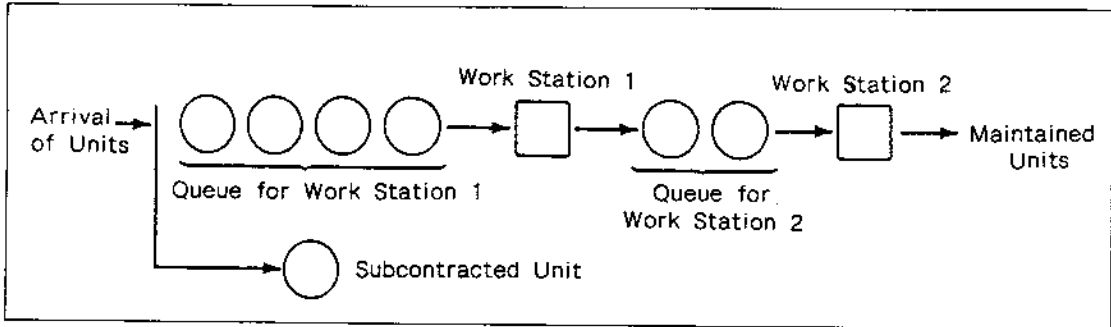 Work Station 1
Work Station 2
Arrival
of Units
Maintained
Units
Queue for Work Station 1
Queue for
Work Station 2
Subcontracted Unit